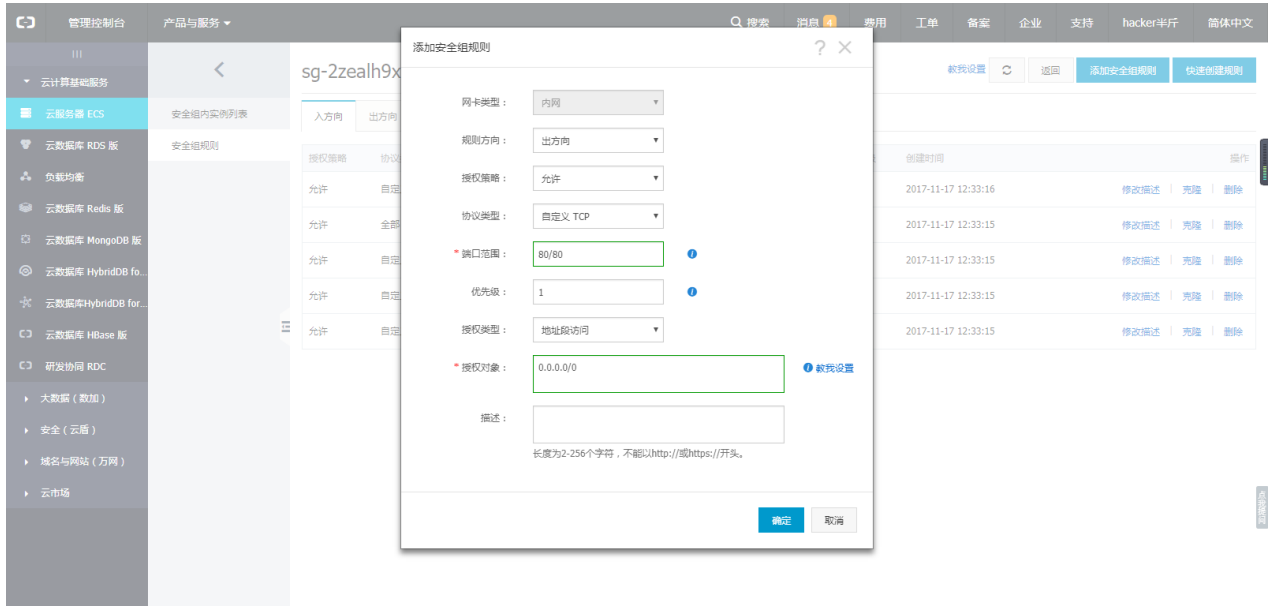 管理控制台 产品与服务 搜索 消息 4 费用 工单 备案 企业 支持 hacker半斤 简体中文
云计算基础服务
云服务器 ECS
云数据库 RDS 版
负载均衡
云数据库 Redis 版
云数据库 MongoDB 版
云数据库 HybridDB fo...
云数据库HybridDB for...
云数据库 HBase 版
研发协同 RDC
大数据（数加）
安全（云盾）
域名与网站（万网）
云市场
安全组内实例列表
安全组规则
sg-2zealh9x
教我设置 返回 添加安全组规则 快速创建规则
入方向 出方向
授权策略 协议 创建时间 操作
允许 自定 2017-11-17 12:33:16 修改描述 克隆 删除
允许 全部 2017-11-17 12:33:15 修改描述 克隆 删除
允许 自定 2017-11-17 12:33:15 修改描述 克隆 删除
允许 自定 2017-11-17 12:33:15 修改描述 克隆 删除
允许 自定 2017-11-17 12:33:15 修改描述 克隆 删除
添加安全组规则
网卡类型： 内网
规则方向： 出方向
授权策略： 允许
协议类型： 自定义 TCP
* 端口范围： 80/80
优先级： 1
授权类型： 地址段访问
* 授权对象： 0.0.0.0/0 教我设置
描述：
长度为2-256个字符，不能以http://或https://开头。
确定 取消